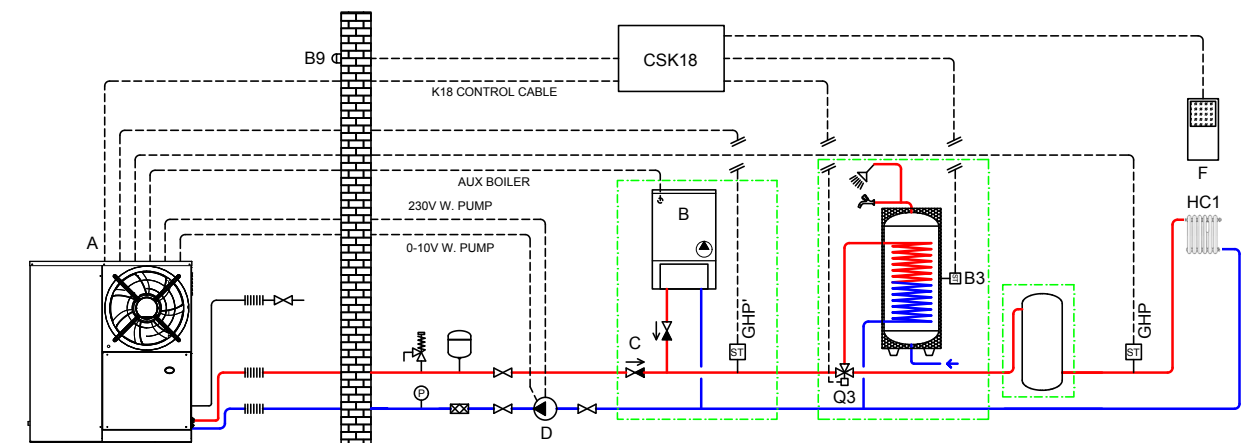 B9
CSK18
K18 CONTROL CABLE
F
AUX BOILER
B
230V W. PUMP
HC1
A
0-10V W. PUMP
ST
B3
GHP'
GHP
C
ST
ST
Q3
P
D